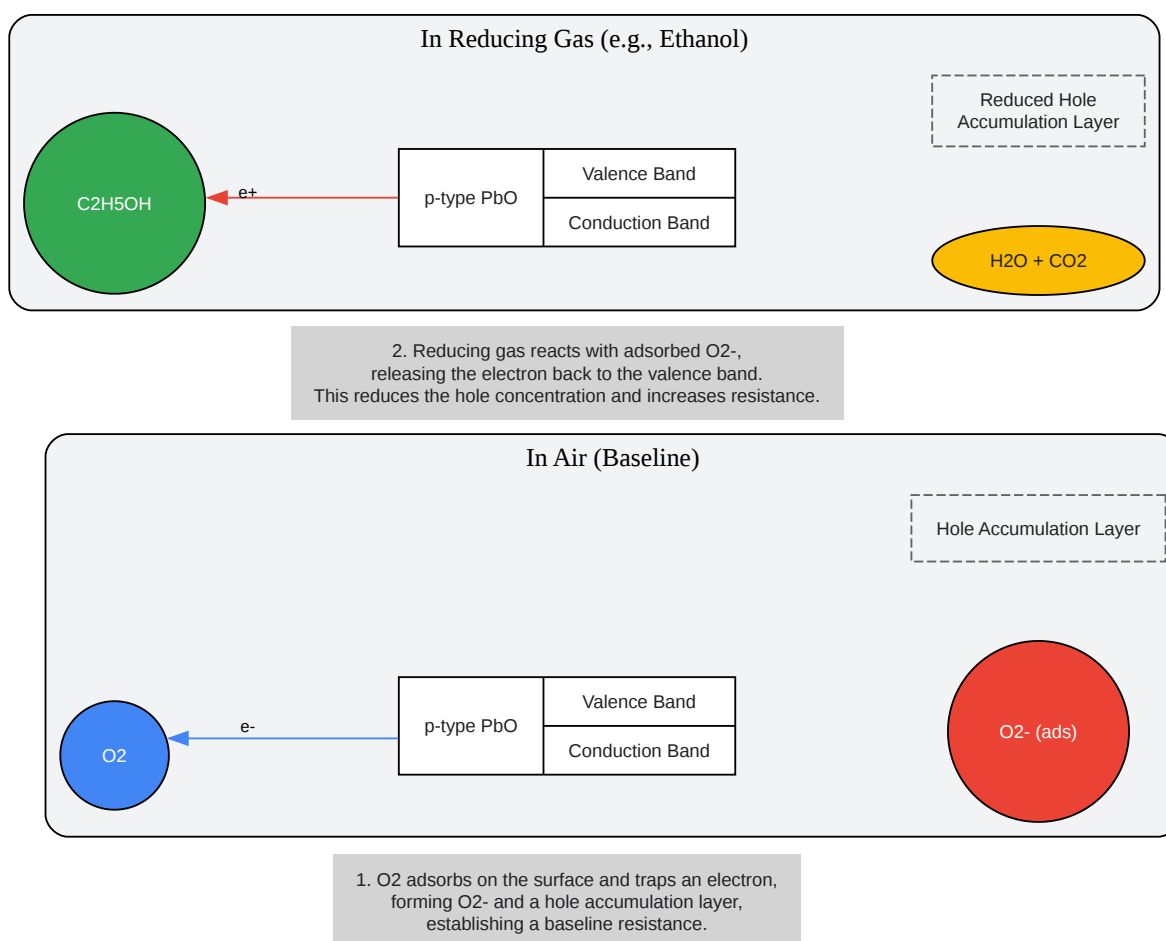 In Reducing Gas (e.g., Ethanol)
Reduced Hole
Accumulation Layer
C2H5OH
e+
p-type PbO
Valence Band
Conduction Band
H2O + CO2
2. Reducing gas reacts with adsorbed O2-,
releasing the electron back to the valence band.
This reduces the hole concentration and increases resistance.
In Air (Baseline)
Hole Accumulation Layer
O2
e-
p-type PbO
Valence Band
Conduction Band
O2- (ads)
1. O2 adsorbs on the surface and traps an electron,
forming O2- and a hole accumulation layer,
establishing a baseline resistance.